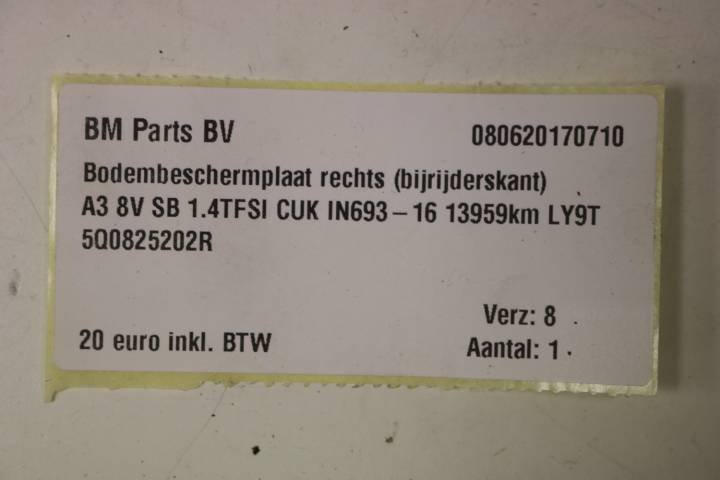 BM Parts BV 080620170710
Bodembeschermplaat rechts (bijrijderskant)
A3 8V SB 1.4TFSI CUK IN693-16 13959km LY9T
5Q0825202R
Verz: 8
20 euro inkl. BTW Aantal: 1